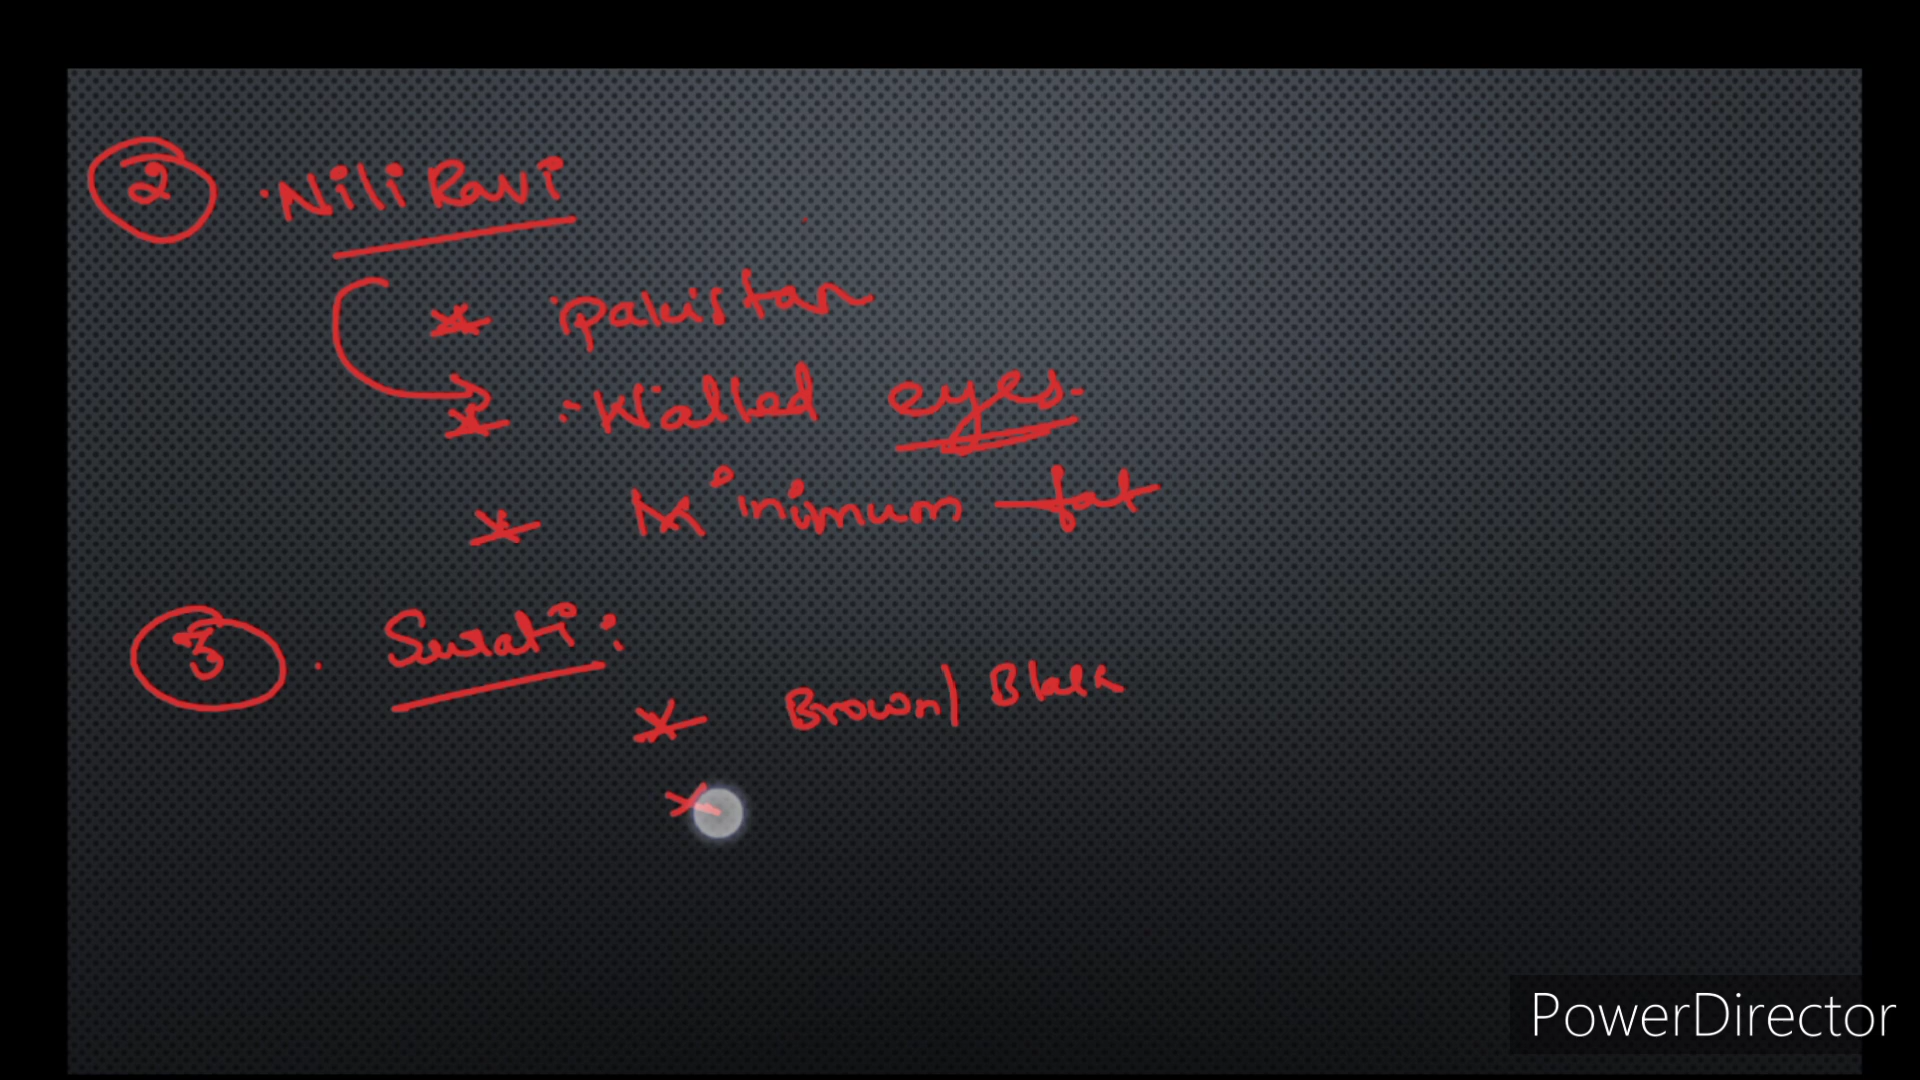 ② . Nili Ravi
* Pakistan
* :- Walled eyes.
* Minimum fat
③ . Surati :
* Brown/ Black
*
PowerDirector